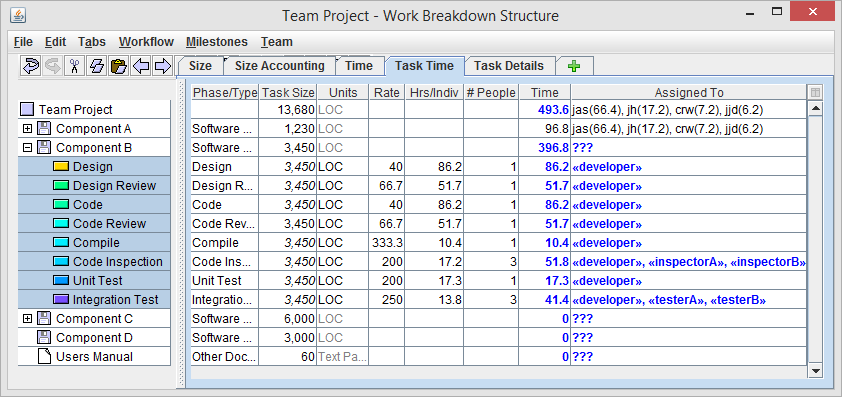 Team Project - Work Breakdown Structure
File Edit Tabs Workflow Milestones Team
Size Size Accounting Time Task Time Task Details
Phase/Type Task Size Units Rate Hrs/Indiv # People Time Assigned To
Team Project 13,680 LOC 493.6 jas(66.4), jh(17.2), crw(7.2), jjd(6.2)
Component A Software ... 1,230 LOC 96.8 jas(66.4), jh(17.2), crw(7.2), jjd(6.2)
Component B Software ... 3,450 LOC 396.8 ???
Design Design 3,450 LOC 40 86.2 1 86.2 «developer»
Design Review Design R... 3,450 LOC 66.7 51.7 1 51.7 «developer»
Code Code 3,450 LOC 40 86.2 1 86.2 «developer»
Code Review Code Rev... 3,450 LOC 66.7 51.7 1 51.7 «developer»
Compile Compile 3,450 LOC 333.3 10.4 1 10.4 «developer»
Code Inspection Code Ins... 3,450 LOC 200 17.2 3 51.8 «developer», «inspectorA», «inspectorB»
Unit Test Unit Test 3,450 LOC 200 17.3 1 17.3 «developer»
Integration Test Integratio... 3,450 LOC 250 13.8 3 41.4 «developer», «testerA», «testerB»
Component C Software ... 6,000 LOC 0 ???
Component D Software ... 3,000 LOC 0 ???
Users Manual Other Doc... 60 Text Pa... 0 ???